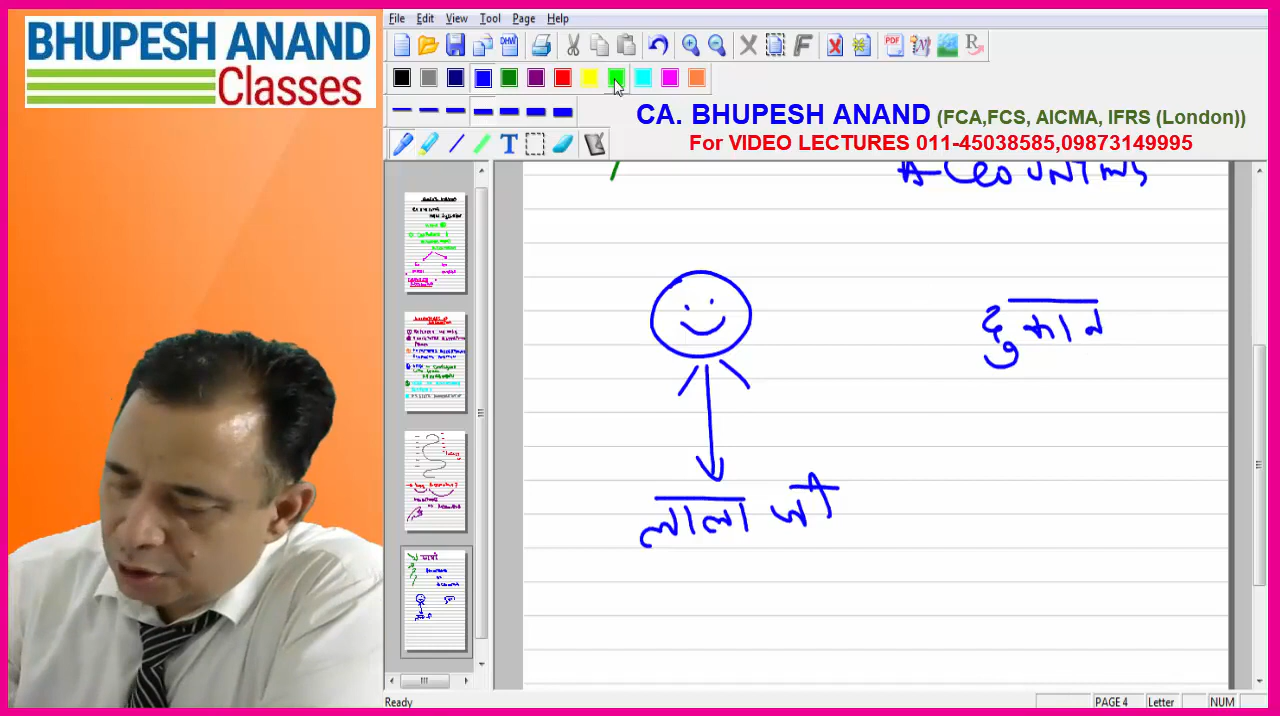 BHUPESH ANAND
Classes
File Edit View Tool Page Help
CA. BHUPESH ANAND (FCA,FCS, AICMA, IFRS (London))
For VIDEO LECTURES 011-45038585,09873149995
दुकान
लाला जी
Ready
PAGE 4 Letter NUM